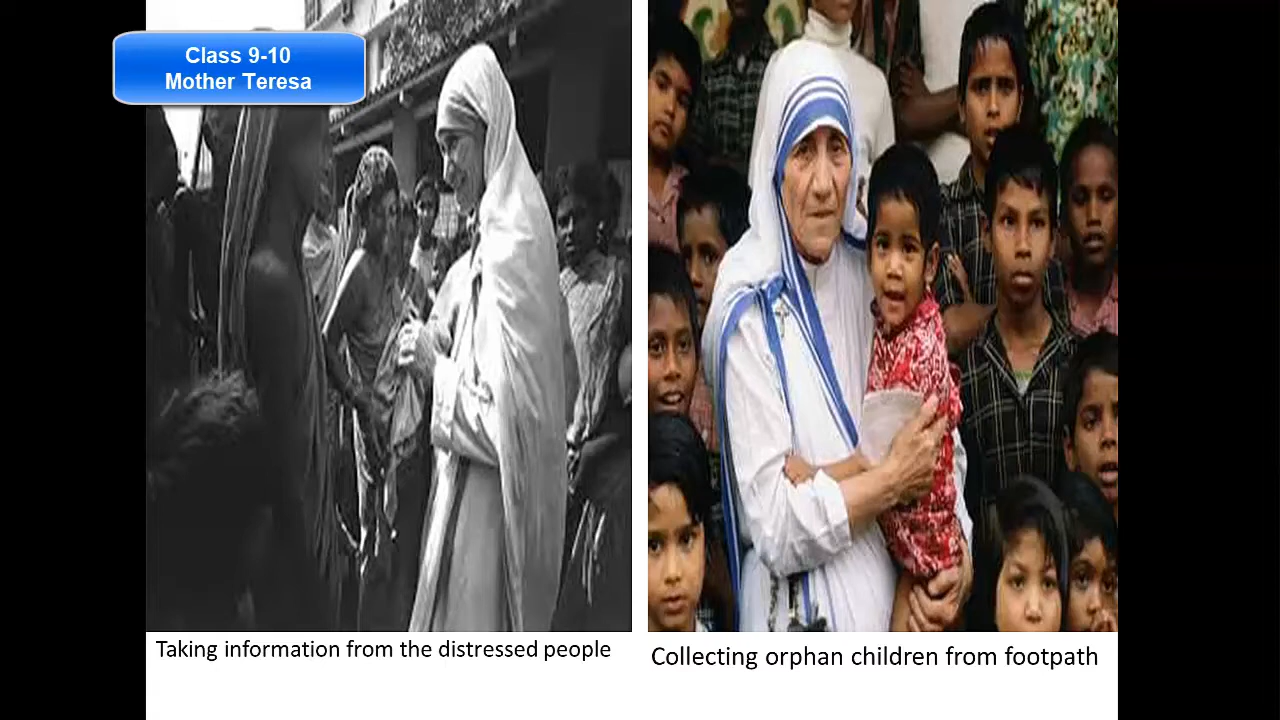 Class 9-10
Mother Teresa
Taking information from the distressed people
Collecting orphan children from footpath